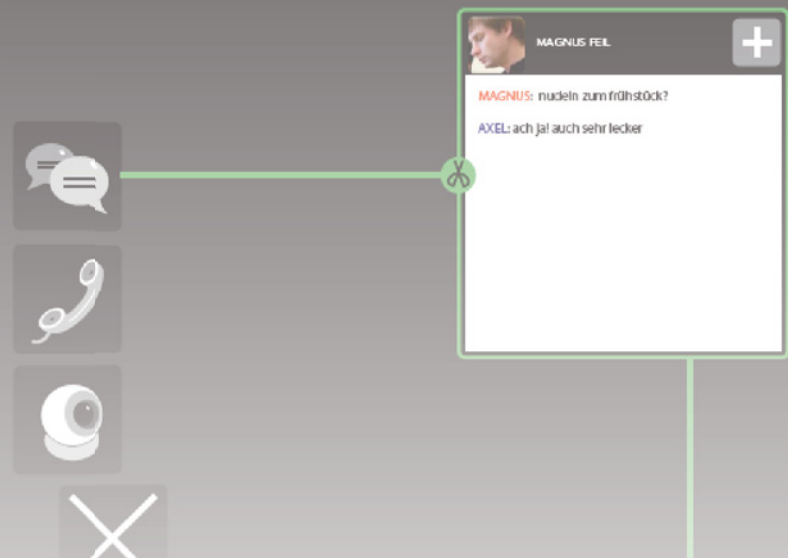 MAGNUS FEIL
MAGNUS: nudeln zum frühstück?
AXEL: ach ja! auch sehr lecker